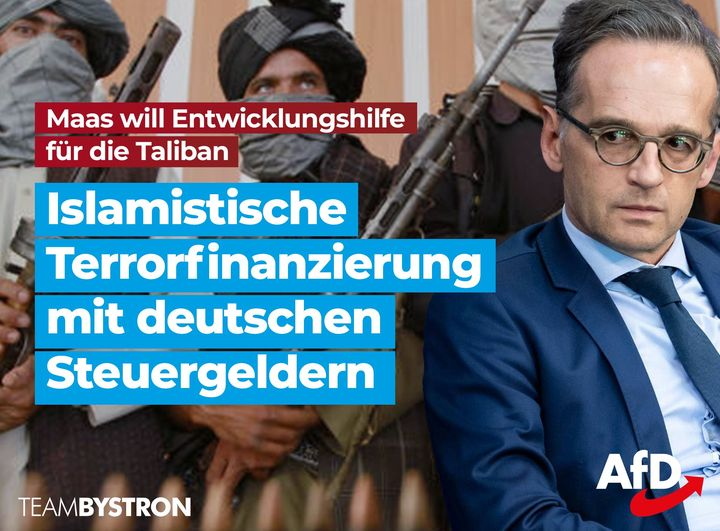 Maas will Entwicklungshilfe
für die Taliban
Islamistische
Terrorfinanzierung
mit deutschen
Steuergeldern
TEAMBYSTRON
AfD